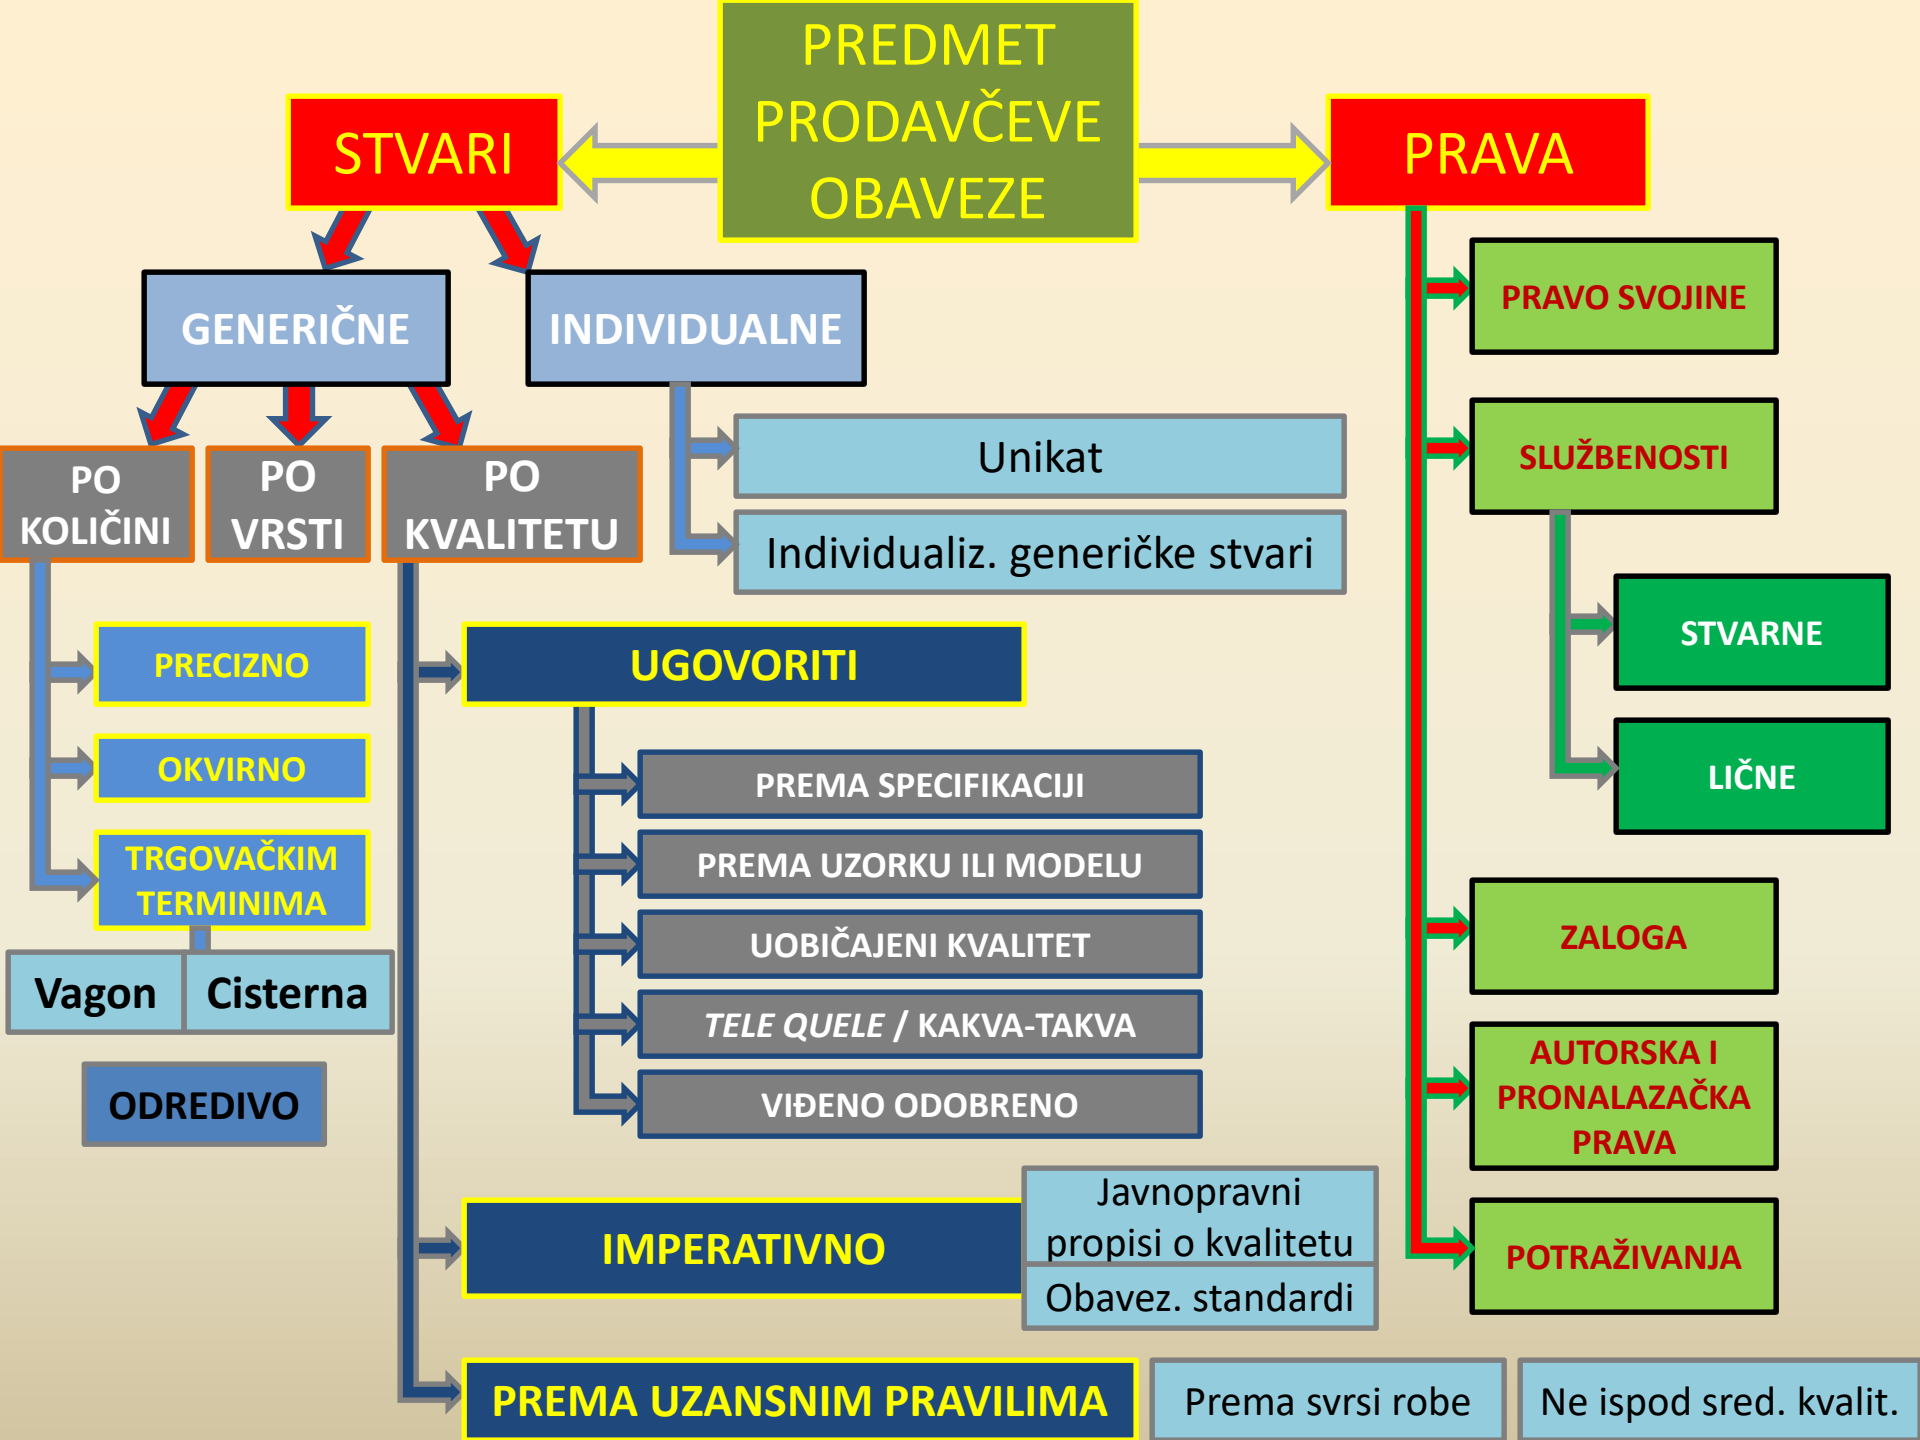 PREDMET
PRODAVČEVE
OBAVEZE
STVARI
PRAVA
GENERIČNE
INDIVIDUALNE
PO
KOLIČINI
PO
VRSTI
PO
KVALITETU
Unikat
Individualiz. generičke stvari
PRECIZNO
OKVIRNO
TRGOVAČKIM
TERMINIMA
Vagon
Cisterna
ODREDIVO
UGOVORITI
PREMA SPECIFIKACIJI
PREMA UZORKU ILI MODELU
UOBIČAJENI KVALITET
TELE QUELE / KAKVA-TAKVA
VIĐENO ODOBRENO
IMPERATIVNO
Javnopravni
propisi o kvalitetu
Obavez. standardi
PREMA UZANSNIM PRAVILIMA
Prema svrsi robe
Ne ispod sred. kvalit.
PRAVO SVOJINE
SLUŽBENOSTI
STVARNE
LIČNE
ZALOGA
AUTORSKA I
PRONALAZAČKA
PRAVA
POTRAŽIVANJA